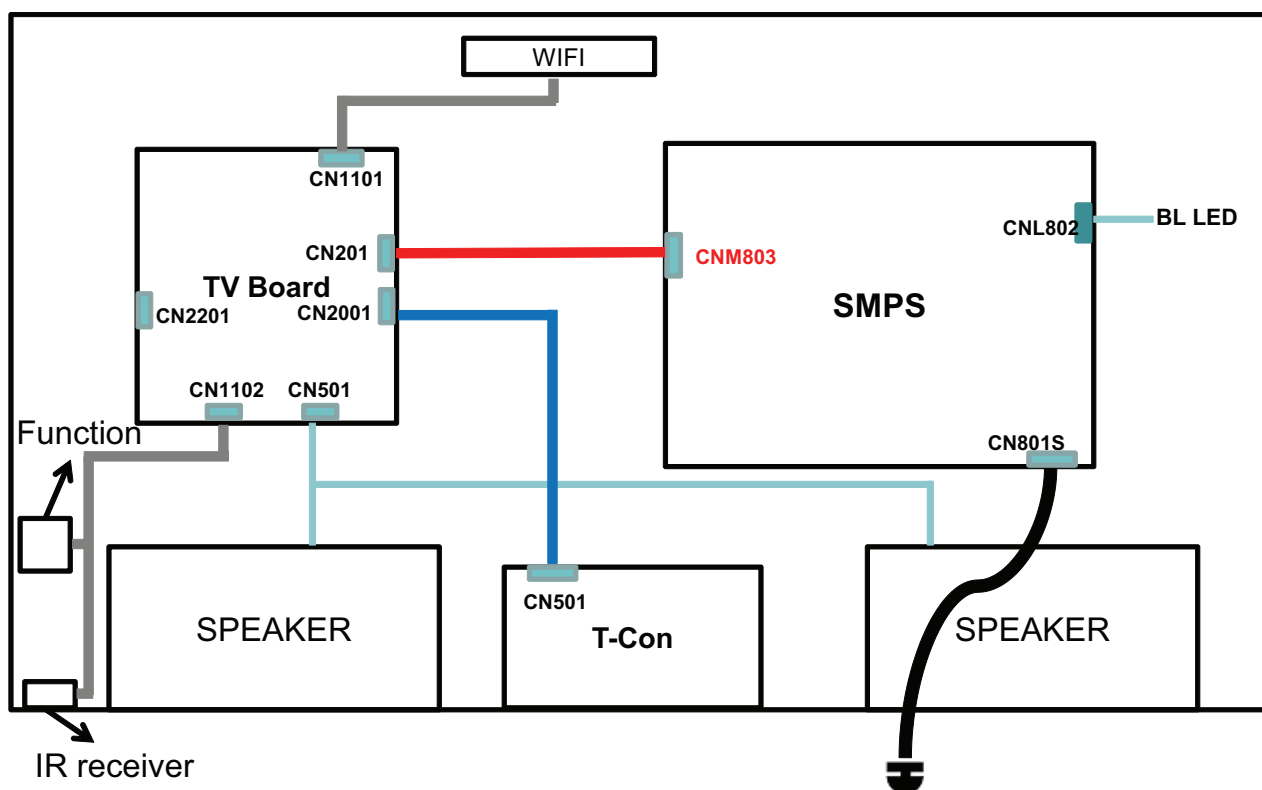 WIFI
CN1101
CNL802
BL LED
CN201
CNM803
TV Board
CN2201
CN2001
SMPS
CN1102
CN501
Function
CN801S
CN501
SPEAKER
T-Con
SPEAKER
IR receiver